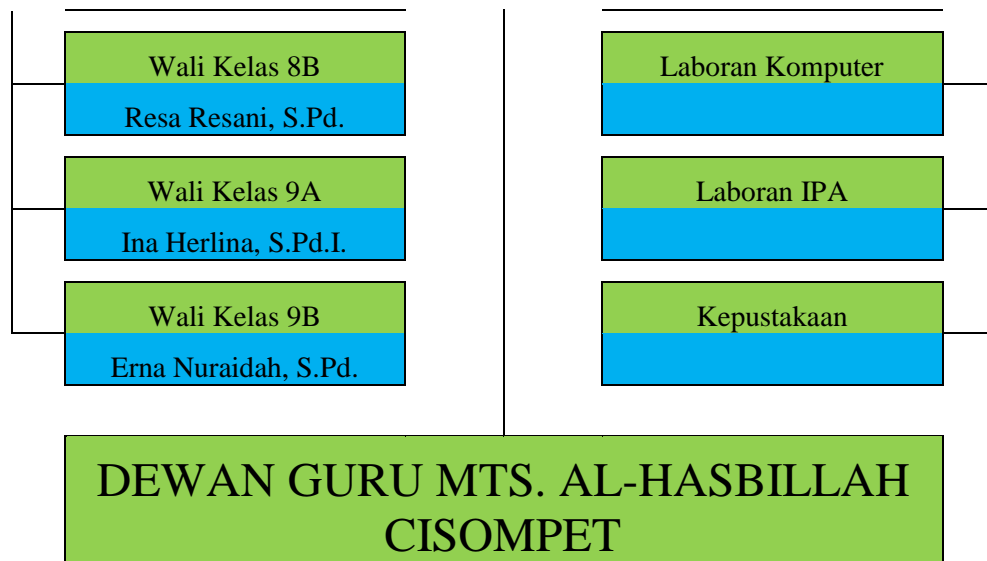 Wali Kelas 8B
Resa Resani, S.Pd.
Wali Kelas 9A
Ina Herlina, S.Pd.I.
Wali Kelas 9B
Erna Nuraidah, S.Pd.
Laboran Komputer
Laboran IPA
Kepustakaan
DEWAN GURU MTS. AL-HASBILLAH
CISOMPET